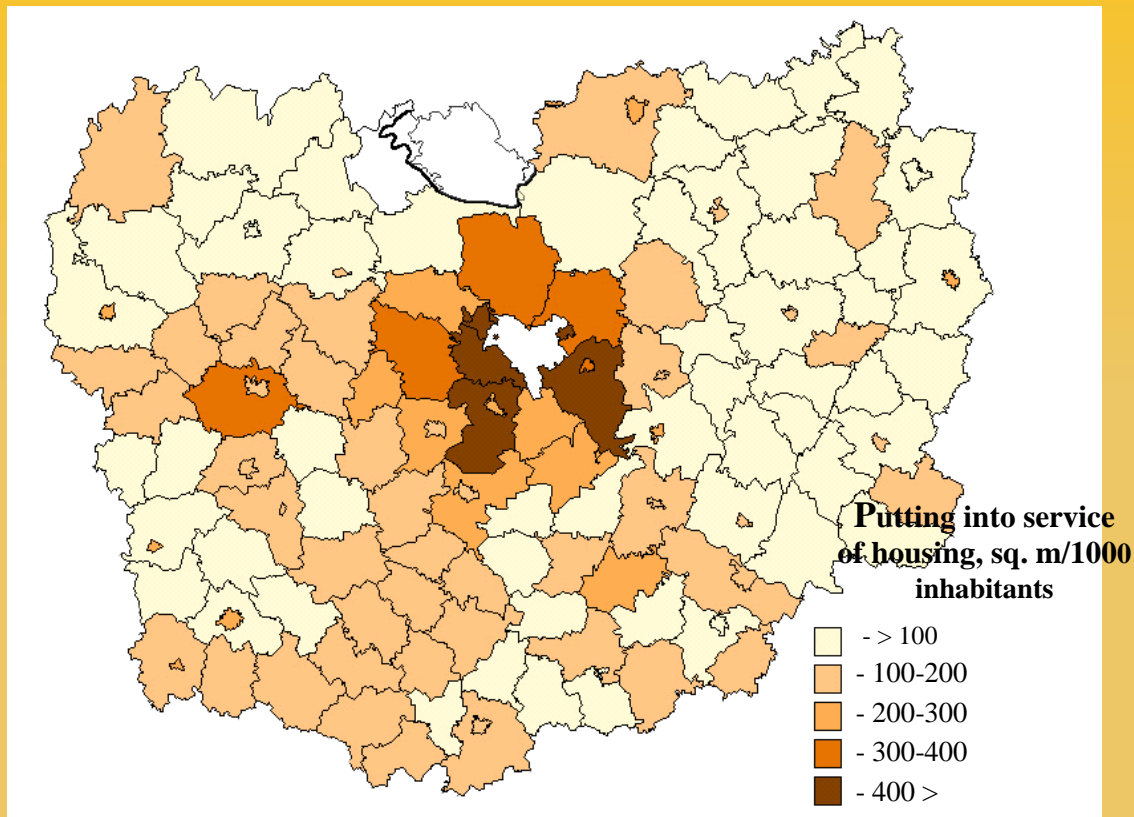 Putting into service
of housing, sq. m/1000
inhabitants
- > 100
- 100-200
- 200-300
- 300-400
- 400 >